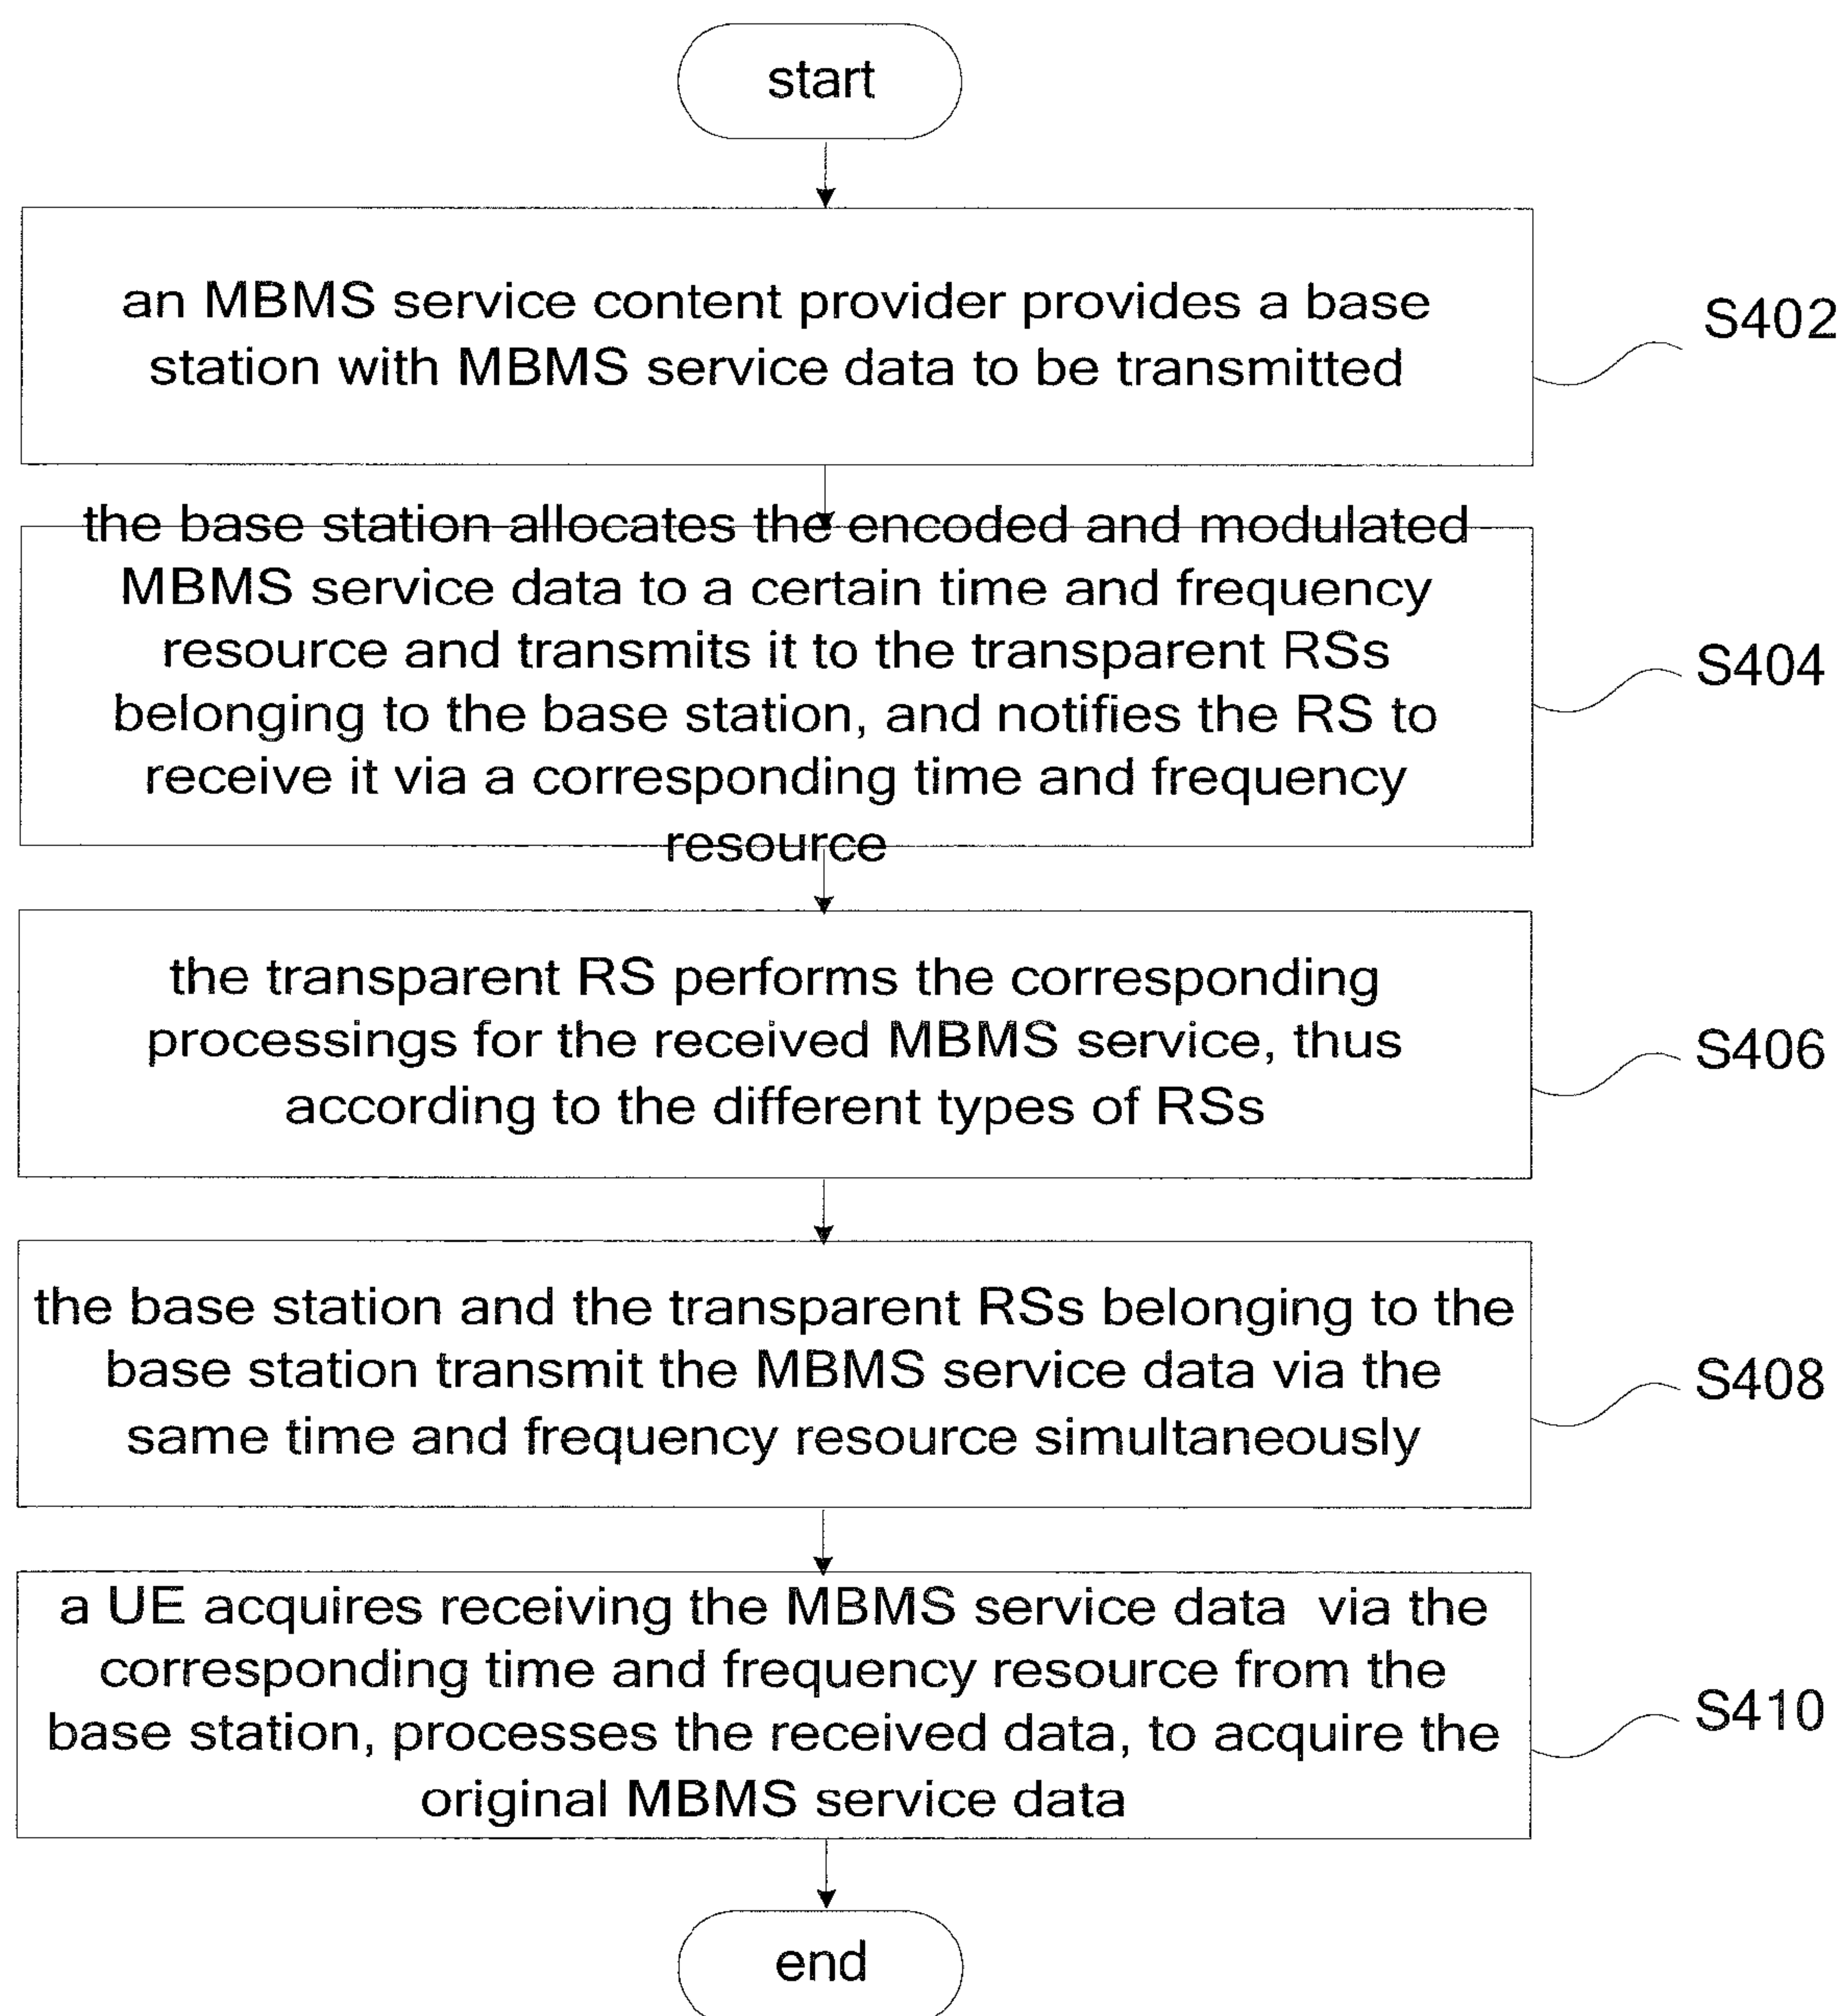 start
an MBMS service content provider provides a base
station with MBMS service data to be transmitted
S402
the base station allocates the encoded and modulated
MBMS service data to a certain time and frequency
resource and transmits it to the transparent RSs
belonging to the base station, and notifies the RS to
receive it via a corresponding time and frequency
resource
S404
the transparent RS performs the corresponding
processings for the received MBMS service, thus
according to the different types of RSs
S406
the base station and the transparent RSs belonging to the
base station transmit the MBMS service data via the
same time and frequency resource simultaneously
S408
a UE acquires receiving the MBMS service data via the
corresponding time and frequency resource from the
base station, processes the received data, to acquire the
original MBMS service data
S410
end